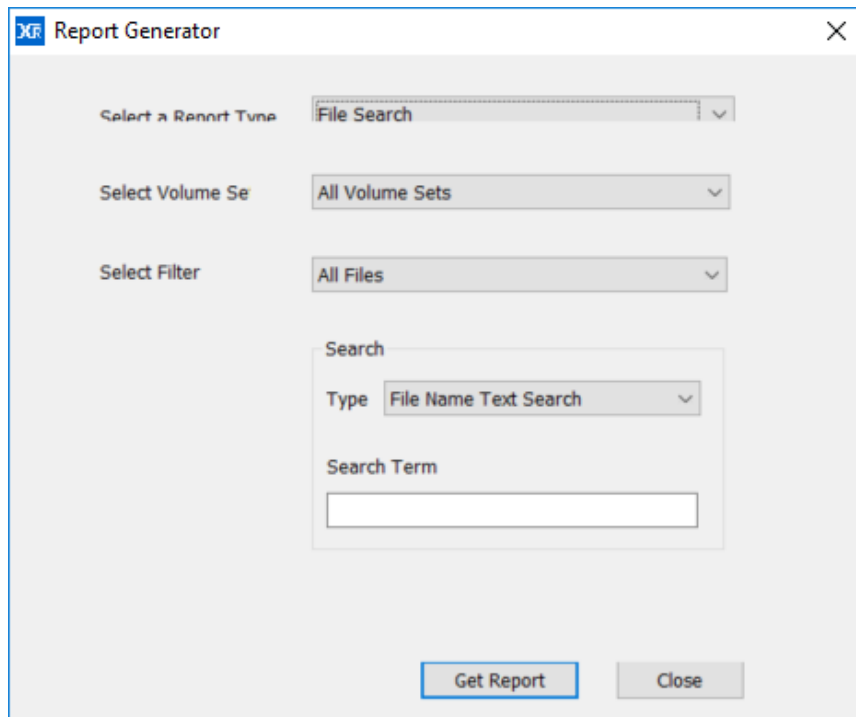 XR Report Generator
Select a Report Type File Search
Select Volume Se All Volume Sets
Select Filter All Files
Search
Type File Name Text Search
Search Term
Get Report Close